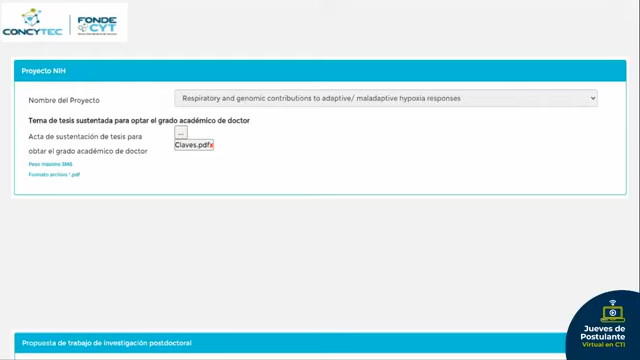 CONCYTEC
FONDE
CYT
Proyecto NIH
Nombre del Proyecto
Respiratory and genomic contributions to adaptive/ maladaptive hypoxia responses
Tema de tesis sustentada para optar el grado académico de doctor
Acta de sustentación de tesis para
obtar el grado académico de doctor
...
Claves.pdfx
Peso máximo 3MB
Formato archivo *.pdf
Propuesta de trabajo de investigación postdoctoral
Jueves de
Postulante
Virtual en CTI